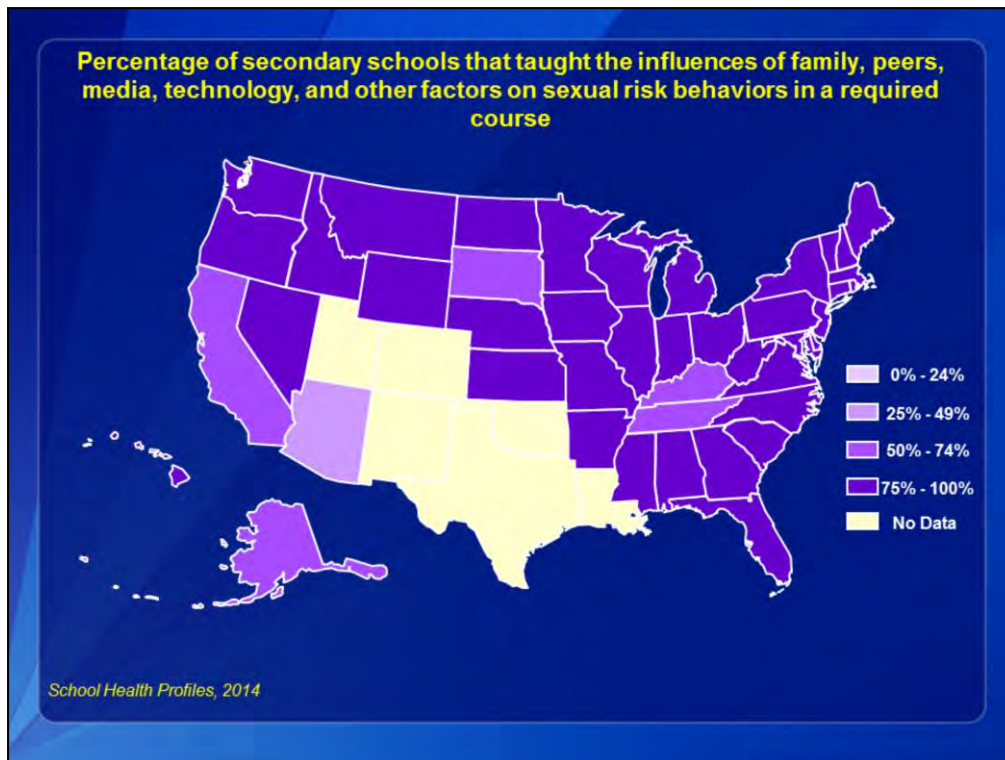 Percentage of secondary schools that taught the influences of family, peers,
media, technology, and other factors on sexual risk behaviors in a required
course
0% - 24%
25% - 49%
50% - 74%
75% - 100%
No Data
School Health Profiles, 2014